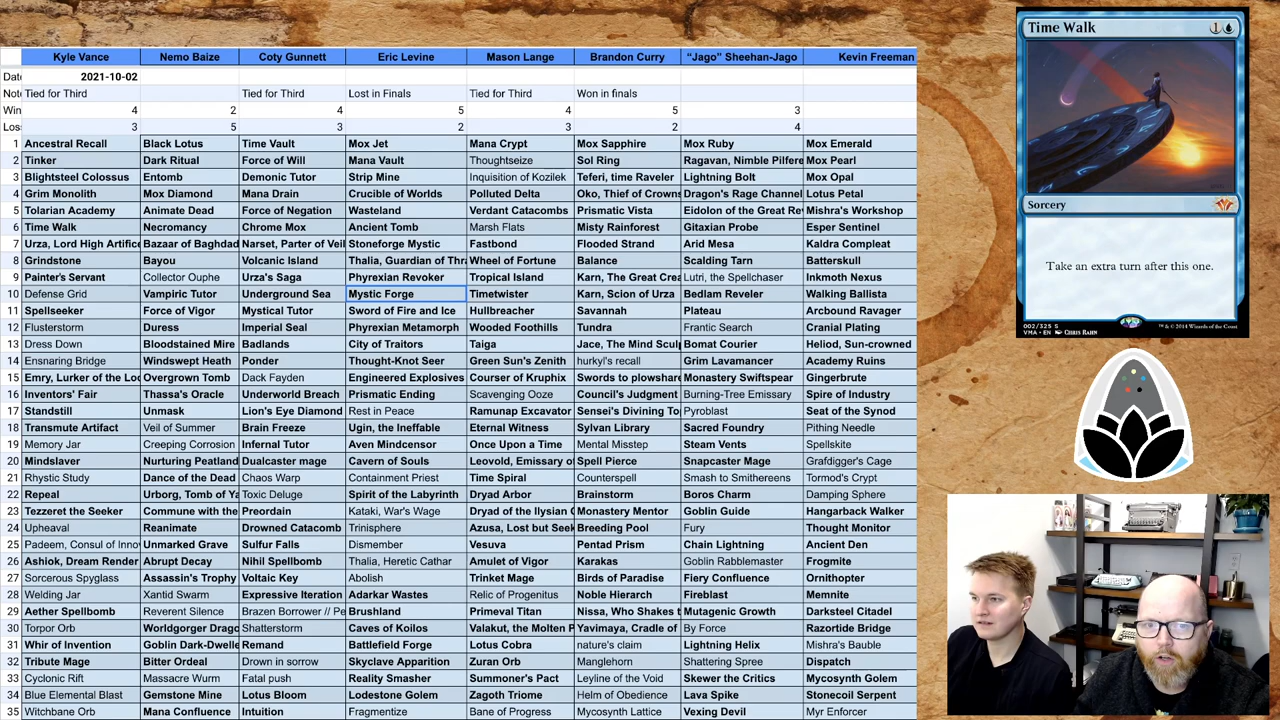 Kyle Vance Nemo Baize Coty Gunnett Eric Levine Mason Lange Brandon Curry “Jago” Sheehan-Jago Kevin Freeman
Date 2021-10-02
Note Tied for Third Tied for Third Lost in Finals Tied for Third Won in finals
Win 4 2 4 5 4 5 3
Loss 3 5 3 2 3 2 4
1 Ancestral Recall Black Lotus Time Vault Mox Jet Mana Crypt Mox Sapphire Mox Ruby Mox Emerald
2 Tinker Dark Ritual Force of Will Mana Vault Thoughtseize Sol Ring Ragavan, Nimble Pilfere Mox Pearl
3 Blightsteel Colossus Entomb Demonic Tutor Strip Mine Inquisition of Kozilek Teferi, time Raveler Lightning Bolt Mox Opal
4 Grim Monolith Mox Diamond Mana Drain Crucible of Worlds Polluted Delta Oko, Thief of Crowns Dragon's Rage Channel Lotus Petal
5 Tolarian Academy Animate Dead Force of Negation Wasteland Verdant Catacombs Prismatic Vista Eidolon of the Great Re Mishra's Workshop
6 Time Walk Necromancy Chrome Mox Ancient Tomb Marsh Flats Misty Rainforest Gitaxian Probe Esper Sentinel
7 Urza, Lord High Artifice Bazaar of Baghdad Narset, Parter of Veil Stoneforge Mystic Fastbond Flooded Strand Arid Mesa Kaldra Compleat
8 Grindstone Bayou Volcanic Island Thalia, Guardian of Thra Wheel of Fortune Balance Scalding Tarn Batterskull
9 Painter's Servant Collector Ouphe Urza's Saga Phyrexian Revoker Tropical Island Karn, The Great Crea Lutri, the Spellchaser Inkmoth Nexus
10 Defense Grid Vampiric Tutor Underground Sea Mystic Forge Timetwister Karn, Scion of Urza Bedlam Reveler Walking Ballista
11 Spellseeker Force of Vigor Mystical Tutor Sword of Fire and Ice Hullbreacher Savannah Plateau Arcbound Ravager
12 Flusterstorm Duress Imperial Seal Phyrexian Metamorph Wooded Foothills Tundra Frantic Search Cranial Plating
13 Dress Down Bloodstained Mire Badlands City of Traitors Taiga Jace, The Mind Sculp Bomat Courier Heliod, Sun-crowned
14 Ensnaring Bridge Windswept Heath Ponder Thought-Knot Seer Green Sun's Zenith hurkyl's recall Grim Lavamancer Academy Ruins
15 Emry, Lurker of the Loc Overgrown Tomb Dack Fayden Engineered Explosives Courser of Kruphix Swords to plowshare Monastery Swiftspear Gingerbrute
16 Inventors' Fair Thassa's Oracle Underworld Breach Prismatic Ending Scavenging Ooze Council's Judgment Burning-Tree Emissary Spire of Industry
17 Standstill Unmask Lion's Eye Diamond Rest in Peace Ramunap Excavator Sensei's Divining To Pyroblast Seat of the Synod
18 Transmute Artifact Veil of Summer Brain Freeze Ugin, the Ineffable Eternal Witness Sylvan Library Sacred Foundry Pithing Needle
19 Memory Jar Creeping Corrosion Infernal Tutor Aven Mindcensor Once Upon a Time Mental Misstep Steam Vents Spellskite
20 Mindslaver Nurturing Peatland Dualcaster mage Cavern of Souls Leovold, Emissary of Spell Pierce Snapcaster Mage Grafdigger's Cage
21 Rhystic Study Dance of the Dead Chaos Warp Containment Priest Time Spiral Counterspell Smash to Smithereens Tormod's Crypt
22 Repeal Urborg, Tomb of Ya Toxic Deluge Spirit of the Labyrinth Dryad Arbor Brainstorm Boros Charm Damping Sphere
23 Tezzeret the Seeker Commune with the Preordain Kataki, War's Wage Dryad of the Ilysian G Monastery Mentor Goblin Guide Hangarback Walker
24 Upheaval Reanimate Drowned Catacomb Trinisphere Azusa, Lost but Seek Breeding Pool Fury Thought Monitor
25 Padeem, Consul of Inno Unmarked Grave Sulfur Falls Dismember Vesuva Pentad Prism Chain Lightning Ancient Den
26 Ashiok, Dream Render Abrupt Decay Nihil Spellbomb Thalia, Heretic Cathar Amulet of Vigor Karakas Goblin Rabblemaster Frogmite
27 Sorcerous Spyglass Assassin's Trophy Voltaic Key Abolish Trinket Mage Birds of Paradise Fiery Confluence Ornithopter
28 Welding Jar Xantid Swarm Expressive Iteration Adarkar Wastes Relic of Progenitus Noble Hierarch Fireblast Memnite
29 Aether Spellbomb Reverent Silence Brazen Borrower // Pe Brushland Primeval Titan Nissa, Who Shakes t Mutagenic Growth Darksteel Citadel
30 Torpor Orb Worldgorger Drago Shatterstorm Caves of Koilos Valakut, the Molten P Yavimaya, Cradle of By Force Razortide Bridge
31 Whir of Invention Goblin Dark-Dwelle Remand Battlefield Forge Lotus Cobra nature's claim Lightning Helix Mishra's Bauble
32 Tribute Mage Bitter Ordeal Drown in sorrow Skyclave Apparition Zuran Orb Manglehorn Shattering Spree Dispatch
33 Cyclonic Rift Massacre Wurm Fatal push Reality Smasher Summoner's Pact Leyline of the Void Skewer the Critics Mycosynth Golem
34 Blue Elemental Blast Gemstone Mine Lotus Bloom Lodestone Golem Zagoth Triome Helm of Obedience Lava Spike Stonecoil Serpent
35 Witchbane Orb Mana Confluence Intuition Fragmentize Bane of Progress Mycosynth Lattice Vexing Devil Myr Enforcer
Time Walk 1
Sorcery
Take an extra turn after this one.
002/325 S
VMA • EN CHRIS RAHN
™ & © 2014 Wizards of the Coast